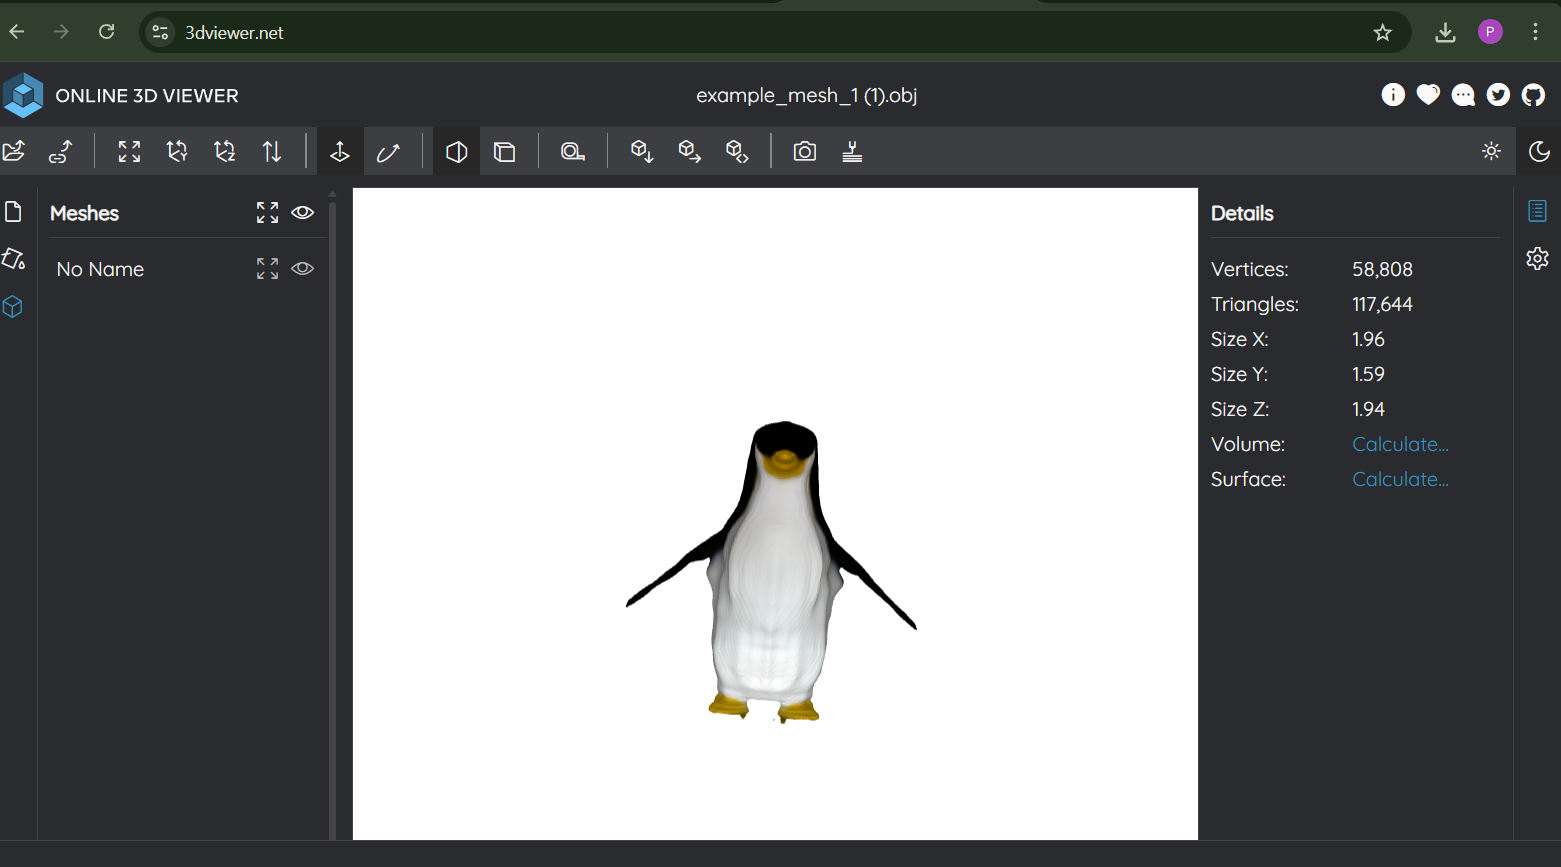 3dviewer.net
P
ONLINE 3D VIEWER
example_mesh_1 (1).obj
Meshes
No Name
Details
Vertices: 58,808
Triangles: 117,644
Size X: 1.96
Size Y: 1.59
Size Z: 1.94
Volume: Calculate...
Surface: Calculate...